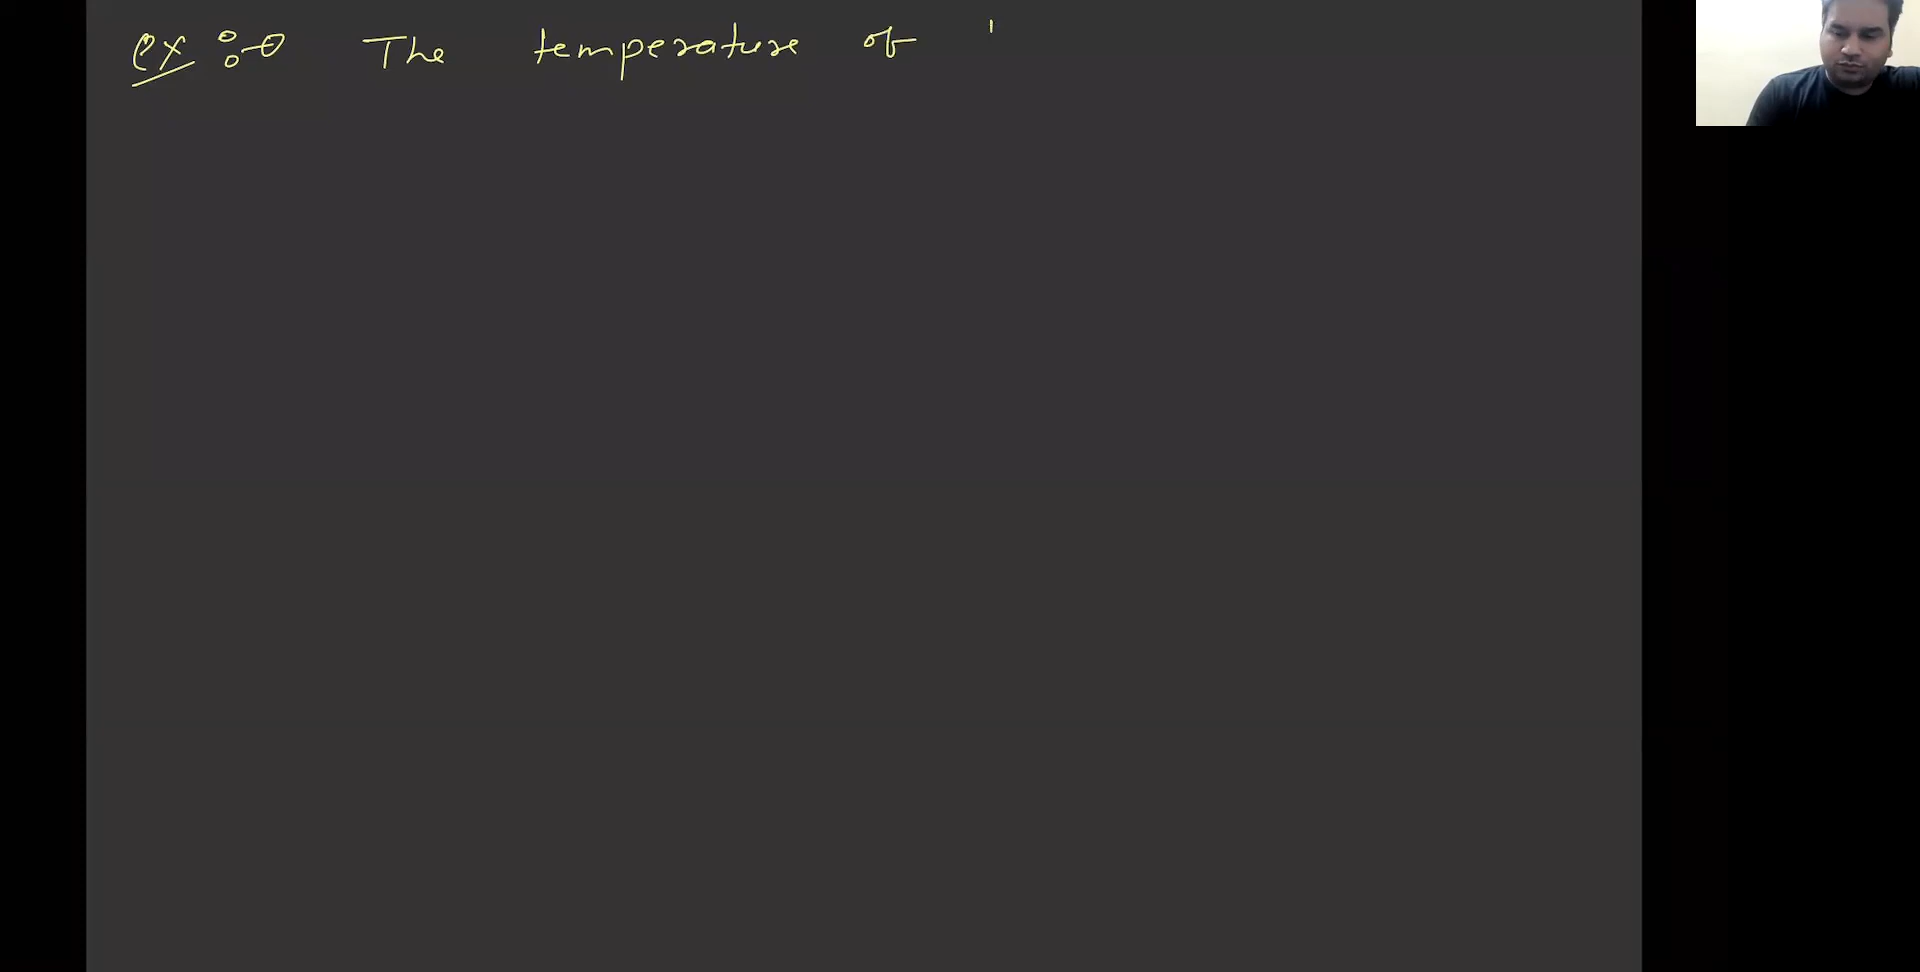 ex :- The temperature of